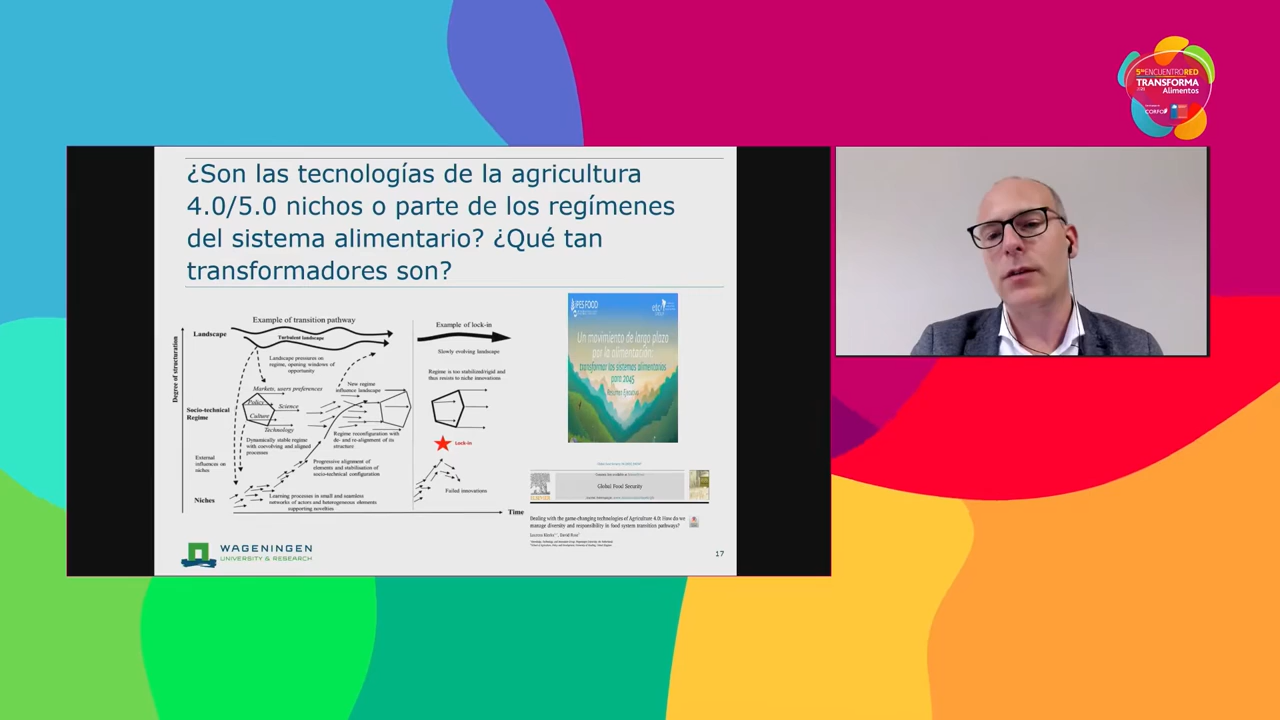 5to ENCUENTRO RED
TRANSFORMA
Alimentos
CORFO
¿Son las tecnologías de la agricultura
4.0/5.0 nichos o parte de los regímenes
del sistema alimentario? ¿Qué tan
transformadores son?
Degree of structuration
Landscape
Socio-technical
Regime
External
influences on
niches
Niches
Example of transition pathway
Turbulent landscape
Landscape pressures on
regime, opening windows of
opportunity
Markets, users preferences
Policy
Science
Culture
Technology
Dynamically stable regime
with coevolving and aligned
processes
New regime
influence landscape
Regime reconfiguration with
de- and re-alignment of its
structure
Progressive alignment of
elements and stabilisation of
socio-technical configuration
Learning processes in small and seamless
networks of actors and heterogeneous elements
supporting novelties
Example of lock-in
Slowly evolving landscape
Regime is too stabilized/rigid and
thus resists to niche innovations
Lock-in
Failed innovations
Time
IPES FOOD
etc
Un movimiento de largo plazo
por la alimentación:
transformar los sistemas alimentarios
para 2045
Resumen Ejecutivo
Global Food Security
Dealing with the game-changing technologies of Agriculture 4.0: How do we
manage diversity and responsibility in food system transition pathways?
WAGENINGEN
UNIVERSITY & RESEARCH
17